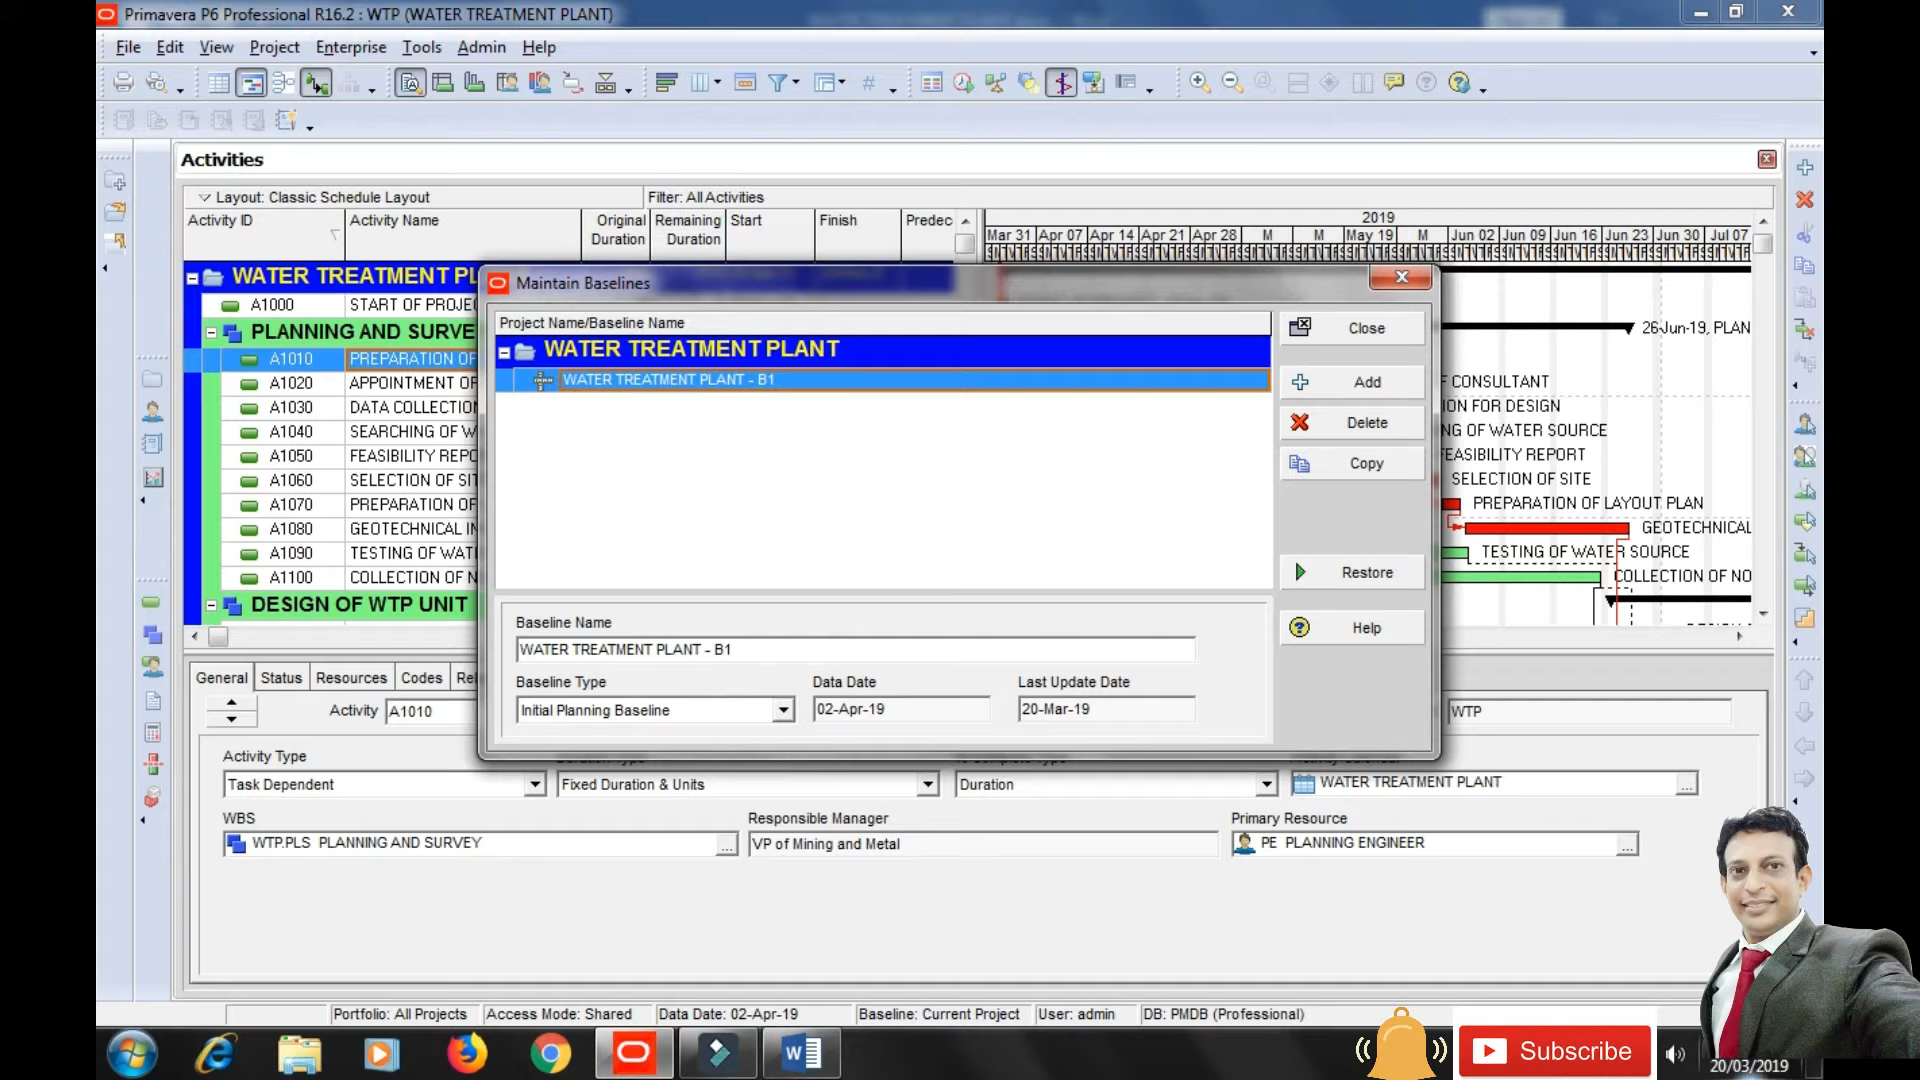 Primavera P6 Professional R16.2 : WTP (WATER TREATMENT PLANT)
File Edit View Project Enterprise Tools Admin Help
Activities
Layout: Classic Schedule Layout
Filter: All Activities
Activity ID
Activity Name
Original Duration
Remaining Duration
Start
Finish
Predec
2019
Mar 31 Apr 07 Apr 14 Apr 21 Apr 28 M M May 19 M Jun 02 Jun 09 Jun 16 Jun 23 Jun 30 Jul 07
WATER TREATMENT PL
A1000 START OF PROJE
PLANNING AND SURVE
26-Jun-19, PLAN
A1010 PREPARATION OF
A1020 APPOINTMENT OF
F CONSULTANT
A1030 DATA COLLECTION
ION FOR DESIGN
A1040 SEARCHING OF W
NG OF WATER SOURCE
A1050 FEASIBILITY REPO
FEASIBILITY REPORT
A1060 SELECTION OF SIT
SELECTION OF SITE
A1070 PREPARATION OF
PREPARATION OF LAYOUT PLAN
A1080 GEOTECHNICAL IN
GEOTECHNICAL
A1090 TESTING OF WAT
TESTING OF WATER SOURCE
A1100 COLLECTION OF N
COLLECTION OF NO
DESIGN OF WTP UNIT
Maintain Baselines
Project Name/Baseline Name
WATER TREATMENT PLANT
WATER TREATMENT PLANT - B1
Close
Add
Delete
Copy
Restore
Help
Baseline Name
WATER TREATMENT PLANT - B1
Baseline Type
Data Date
Last Update Date
Initial Planning Baseline
02-Apr-19
20-Mar-19
General Status Resources Codes Rel
Activity A1010
WTP
Activity Type
Task Dependent
Fixed Duration & Units
Duration
WATER TREATMENT PLANT
WBS
Responsible Manager
Primary Resource
WTP.PLS PLANNING AND SURVEY
VP of Mining and Metal
PE PLANNING ENGINEER
Portfolio: All Projects
Access Mode: Shared
Data Date: 02-Apr-19
Baseline: Current Project
User: admin
DB: PMDB (Professional)
Subscribe
20/03/2019